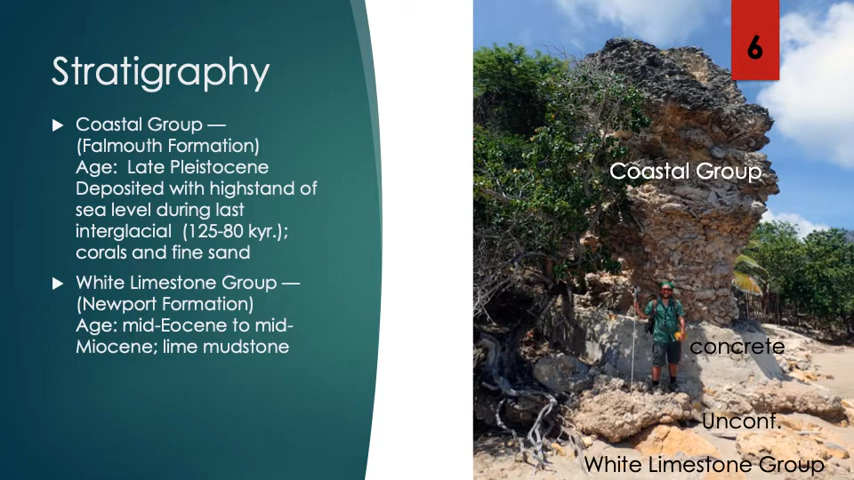 Stratigraphy
Coastal Group —
(Falmouth Formation)
Age:  Late Pleistocene
Deposited with highstand of
sea level during last
interglacial  (125-80 kyr.);
corals and fine sand
White Limestone Group —
(Newport Formation)
Age: mid-Eocene to mid-
Miocene; lime mudstone
6
Coastal Group
concrete
Unconf.
White Limestone Group